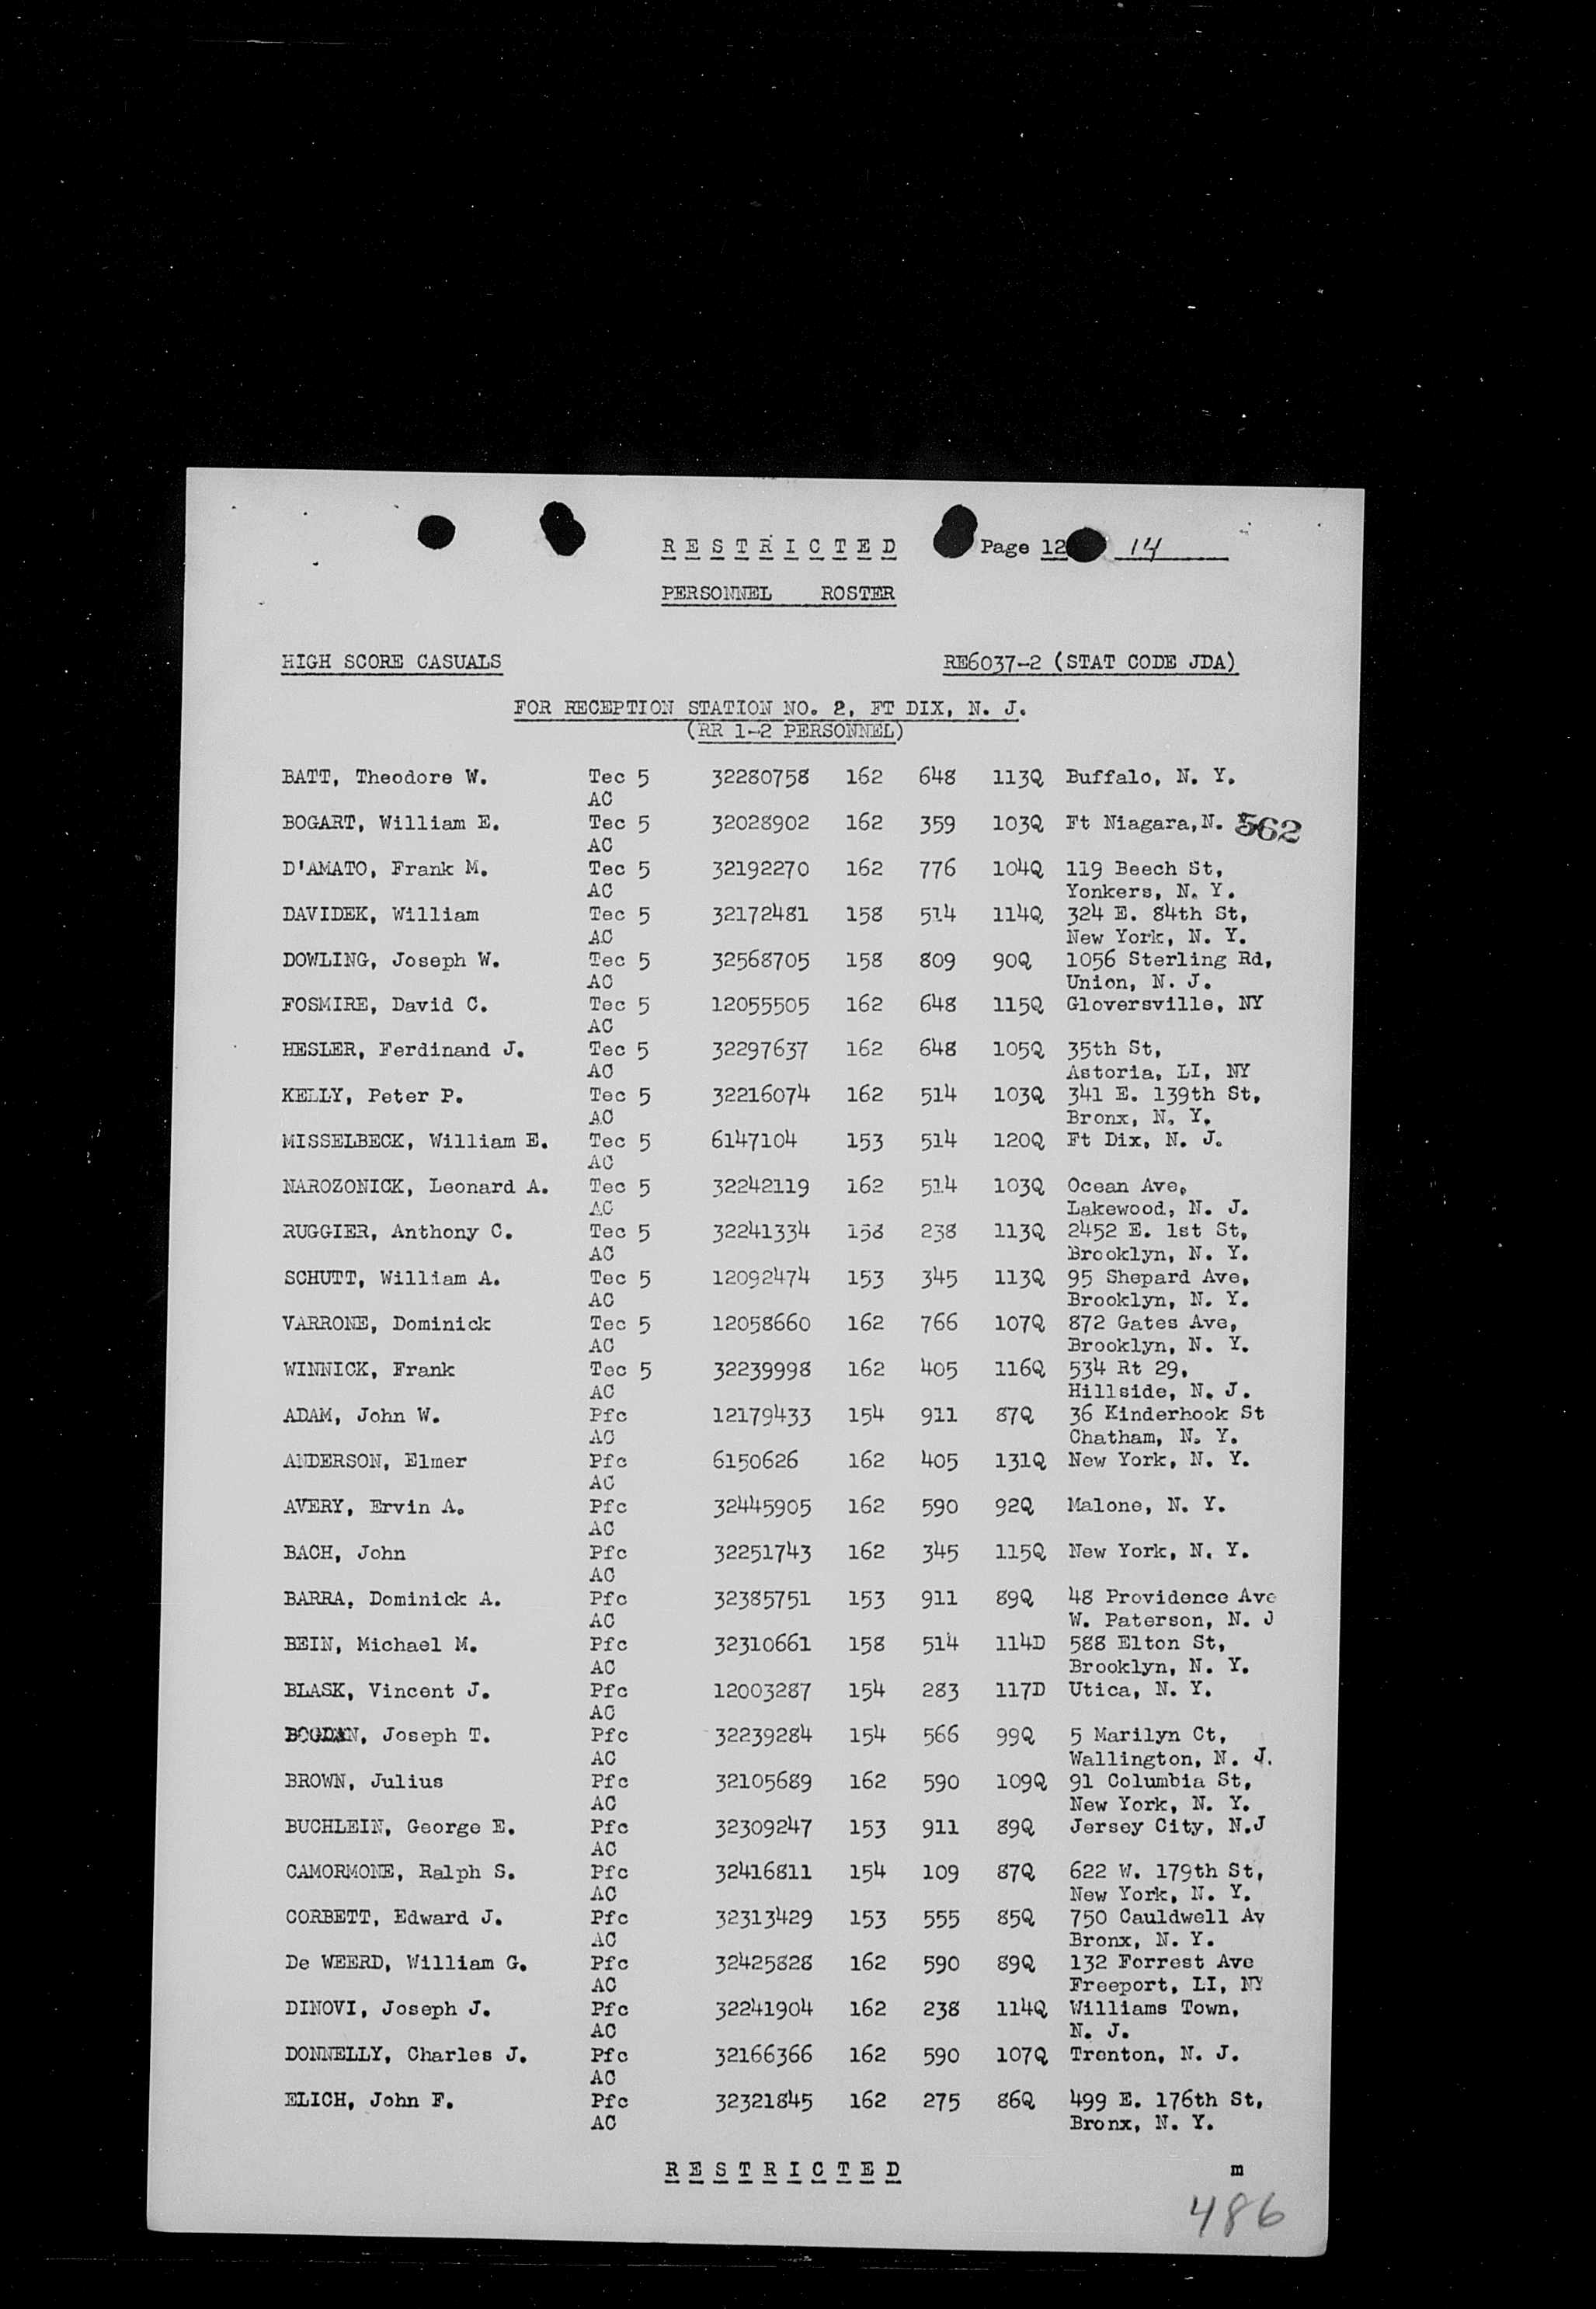 RESTRICTED Page 12 14
PERSONNEL ROSTER
HIGH SCORE CASUALS RE6037-2 (STAT CODE JDA)
FOR RECEPTION STATION NO. 2, FT DIX, N. J.
(RR 1-2 PERSONNEL)
BATT, Theodore W. Tec 5 32280758 162 648 113Q Buffalo, N. Y.
AC
BOGART, William E. Tec 5 32028902 162 359 103Q Ft Niagara, N. 562
AC
D'AMATO, Frank M. Tec 5 32192270 162 776 104Q 119 Beech St,
AC Yonkers, N. Y.
DAVIDEK, William Tec 5 32172481 158 514 114Q 324 E. 84th St,
AC New York, N. Y.
DOWLING, Joseph W. Tec 5 32568705 158 809 90Q 1056 Sterling Rd,
AC Union, N. J.
FOSMIRE, David C. Tec 5 12055505 162 648 115Q Gloversville, NY
AC
HESLER, Ferdinand J. Tec 5 32297637 162 648 105Q 35th St,
AC Astoria, LI, NY
KELLY, Peter P. Tec 5 32216074 162 514 103Q 341 E. 139th St,
AC Bronx, N. Y.
MISSELBECK, William E. Tec 5 6147104 153 514 120Q Ft Dix, N. J.
AC
NAROZONICK, Leonard A. Tec 5 32242119 162 514 103Q Ocean Ave,
AC Lakewood, N. J.
RUGGIER, Anthony C. Tec 5 32241334 158 238 113Q 2452 E. 1st St,
AC Brooklyn, N. Y.
SCHUTT, William A. Tec 5 12092474 153 345 113Q 95 Shepard Ave,
AC Brooklyn, N. Y.
VARRONE, Dominick Tec 5 12058660 162 766 107Q 872 Gates Ave,
AC Brooklyn, N. Y.
WINNICK, Frank Tec 5 32239998 162 405 116Q 534 Rt 29,
AC Hillside, N. J.
ADAM, John W. Pfc 12179433 154 911 87Q 36 Kinderhook St
AC Chatham, N. Y.
ANDERSON, Elmer Pfc 6150626 162 405 131Q New York, N. Y.
AC
AVERY, Ervin A. Pfc 32445905 162 590 92Q Malone, N. Y.
AC
BACH, John Pfc 32251743 162 345 115Q New York, N. Y.
AC
BARRA, Dominick A. Pfc 32385751 153 911 89Q 48 Providence Ave
AC W. Paterson, N. J
BEIN, Michael M. Pfc 32310661 158 514 114D 588 Elton St,
AC Brooklyn, N. Y.
BLASK, Vincent J. Pfc 12003287 154 283 117D Utica, N. Y.
AC
BOGDAN, Joseph T. Pfc 32239284 154 566 99Q 5 Marilyn Ct,
AC Wallington, N. J.
BROWN, Julius Pfc 32105689 162 590 109Q 91 Columbia St,
AC New York, N. Y.
BUCHLEIN, George E. Pfc 32309247 153 911 89Q Jersey City, N.J
AC
CAMORMONE, Ralph S. Pfc 32416811 154 109 87Q 622 W. 179th St,
AC New York, N. Y.
CORBETT, Edward J. Pfc 32313429 153 555 85Q 750 Cauldwell Av
AC Bronx, N. Y.
De WEERD, William G. Pfc 32425828 162 590 89Q 132 Forrest Ave
AC Freeport, LI, NY
DINOVI, Joseph J. Pfc 32241904 162 238 114Q Williams Town,
AC N. J.
DONNELLY, Charles J. Pfc 32166366 162 590 107Q Trenton, N. J.
AC
ELICH, John F. Pfc 32321845 162 275 86Q 499 E. 176th St,
AC Bronx, N. Y.
RESTRICTED m
486